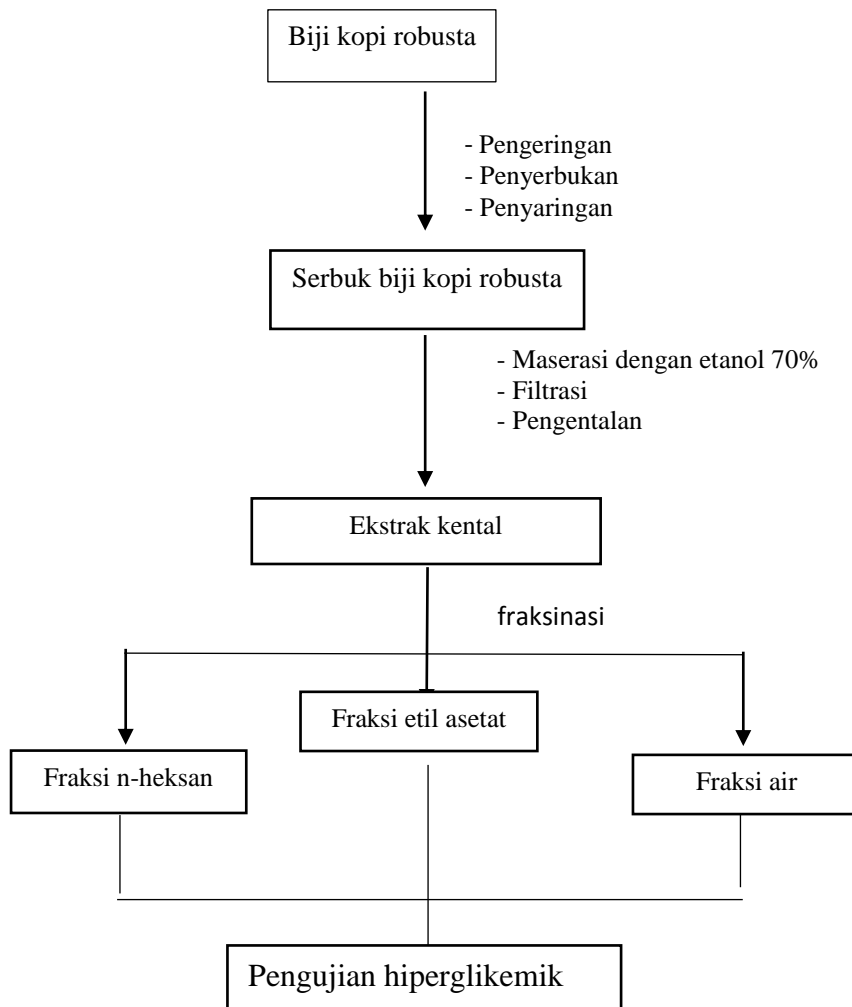 Biji kopi robusta
- Pengeringan
- Penyerbukan
- Penyaringan
Serbuk biji kopi robusta
- Maserasi dengan etanol 70%
- Filtrasi
- Pengentalan
Ekstrak kental
fraksinasi
Fraksi n-heksan
Fraksi etil asetat
Fraksi air
Pengujian hiperglikemik